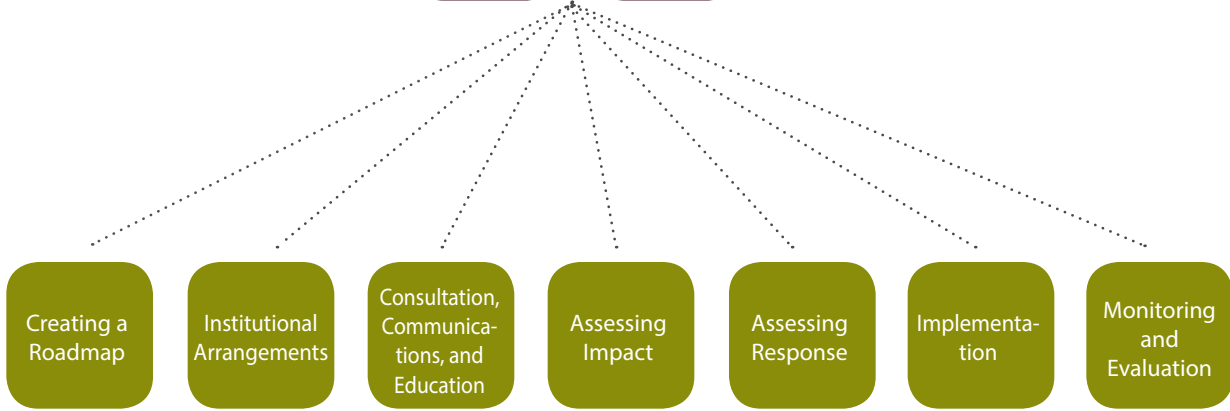 Creating a
Roadmap
Institutional
Arrangements
Consultation,
Communica-
tions, and
Education
Assessing
Impact
Assessing
Response
Implementa-
tion
Monitoring
and
Evaluation